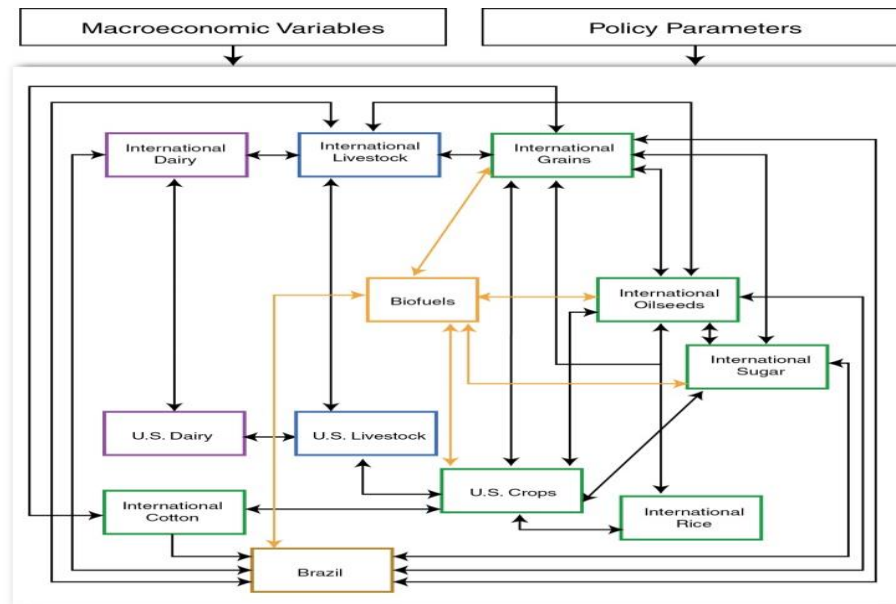 Macroeconomic Variables
Policy Parameters
International
Dairy
International
Livestock
International
Grains
Biofuels
International
Oilseeds
International
Sugar
U.S. Dairy
U.S. Livestock
U.S. Crops
International
Cotton
International
Rice
Brazil